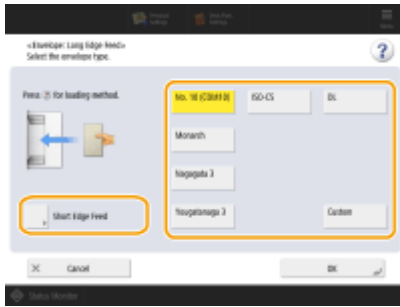 <Envelope: Long Edge Feed>
Select the envelope type.
Press ? for loading method.
No. 10 (COM10)
ISO-C5
DL
Monarch
Nagagata 3
Short Edge Feed
Yougatanaga 3
Custom
Cancel
OK
Status Monitor